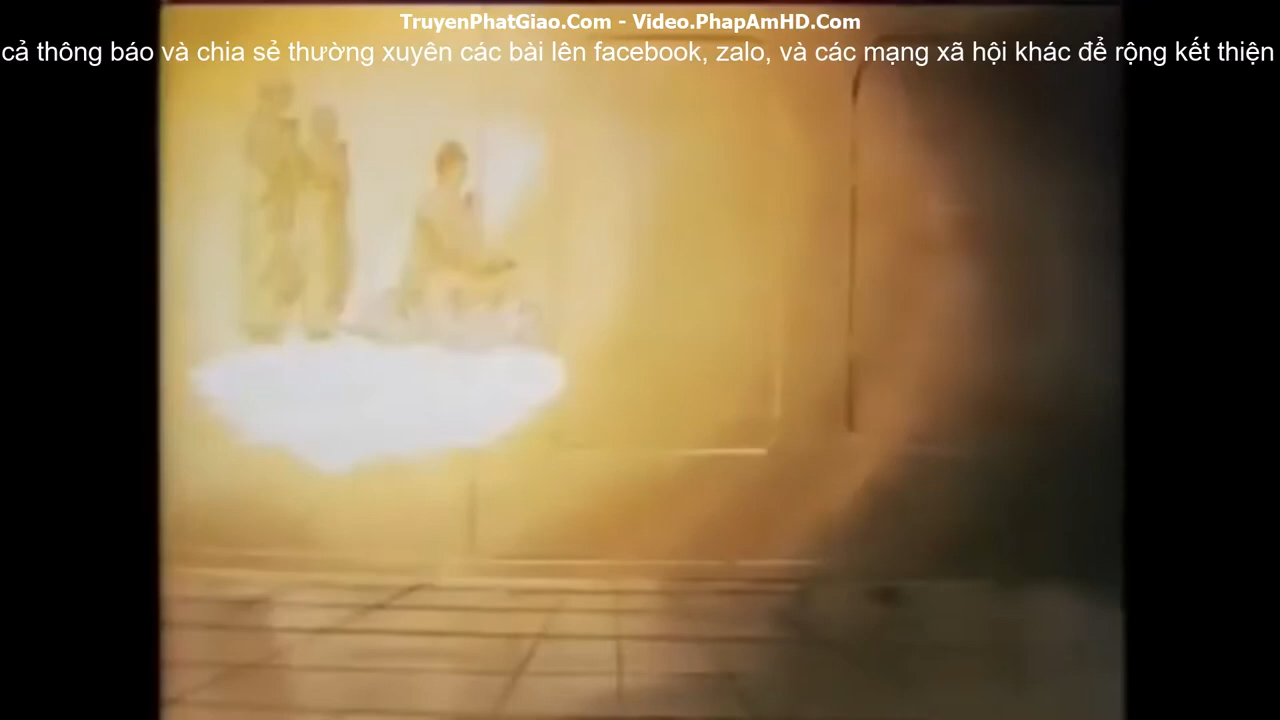 TruyenPhatGiao.Com - Video.PhapAmHD.Com
cả thông báo và chia sẻ thường xuyên các bài lên facebook, zalo, và các mạng xã hội khác để rộng kết thiện